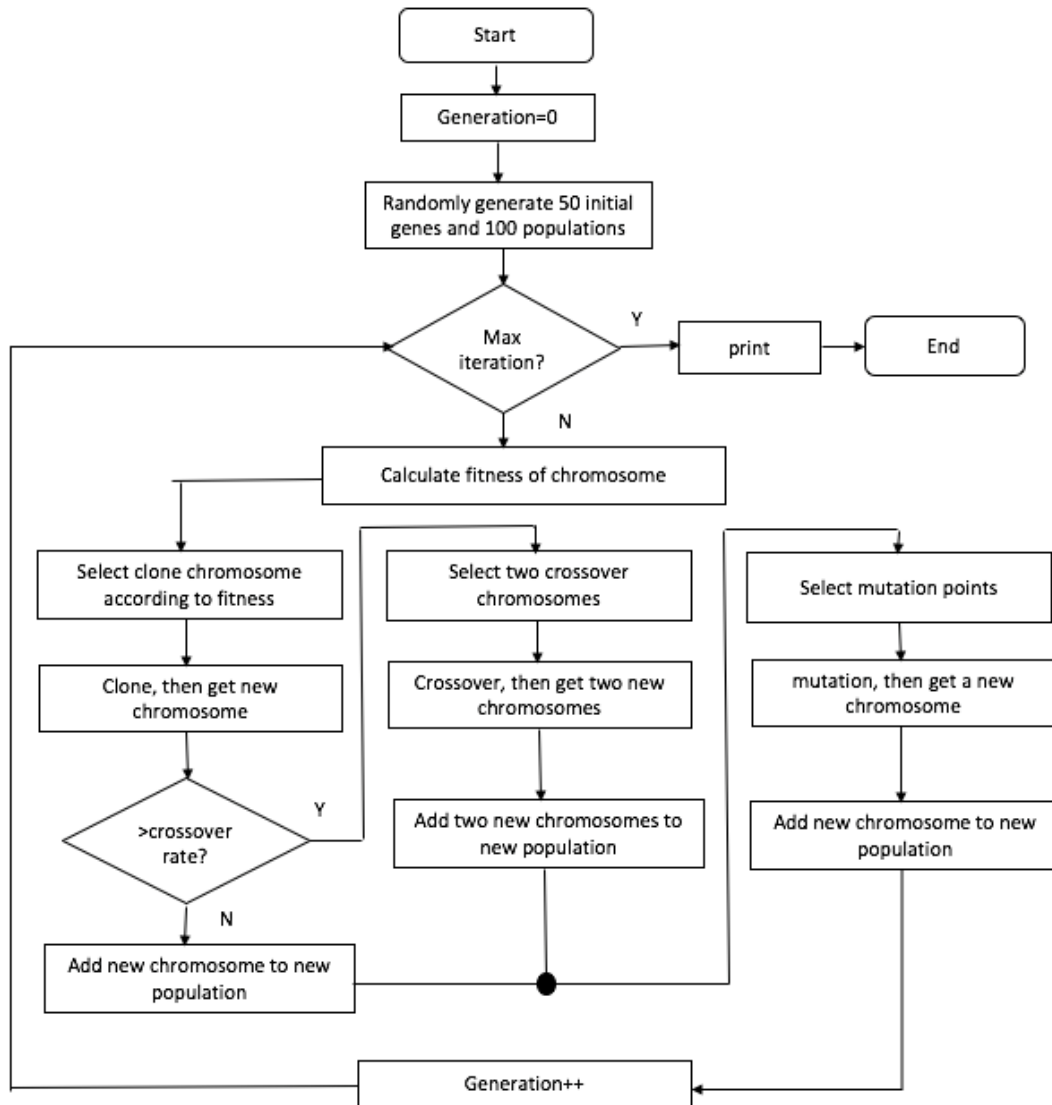 Start
Generation=0
Randomly generate 50 initial
genes and 100 populations
Max
iteration?
Y
print
End
N
Calculate fitness of chromosome
Select clone chromosome
according to fitness
Clone, then get new
chromosome
>crossover
rate?
Y
N
Add new chromosome to new
population
Select two crossover
chromosomes
Crossover, then get two new
chromosomes
Add two new chromosomes to
new population
Select mutation points
mutation, then get a new
chromosome
Add new chromosome to new
population
Generation++